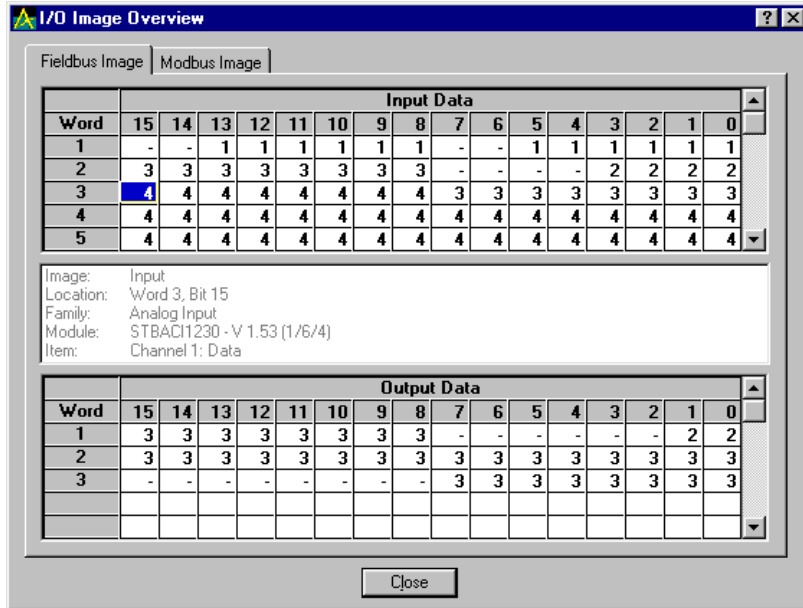 I/O Image Overview
Fieldbus Image Modbus Image
Input Data
Word 15 14 13 12 11 10 9 8 7 6 5 4 3 2 1 0
1 - - 1 1 1 1 1 1 - - 1 1 1 1 1 1
2 3 3 3 3 3 3 3 3 - - - - 2 2 2 2
3 4 4 4 4 4 4 4 4 3 3 3 3 3 3 3 3
4 4 4 4 4 4 4 4 4 4 4 4 4 4 4 4 4
5 4 4 4 4 4 4 4 4 4 4 4 4 4 4 4 4
Image: Input
Location: Word 3, Bit 15
Family: Analog Input
Module: STBACI1230 - V 1.53 (1/6/4)
Item: Channel 1: Data
Output Data
Word 15 14 13 12 11 10 9 8 7 6 5 4 3 2 1 0
1 3 3 3 3 3 3 3 3 - - - - - - 2 2
2 3 3 3 3 3 3 3 3 3 3 3 3 3 3 3 3
3 - - - - - - - - 3 3 3 3 3 3 3 3
Close